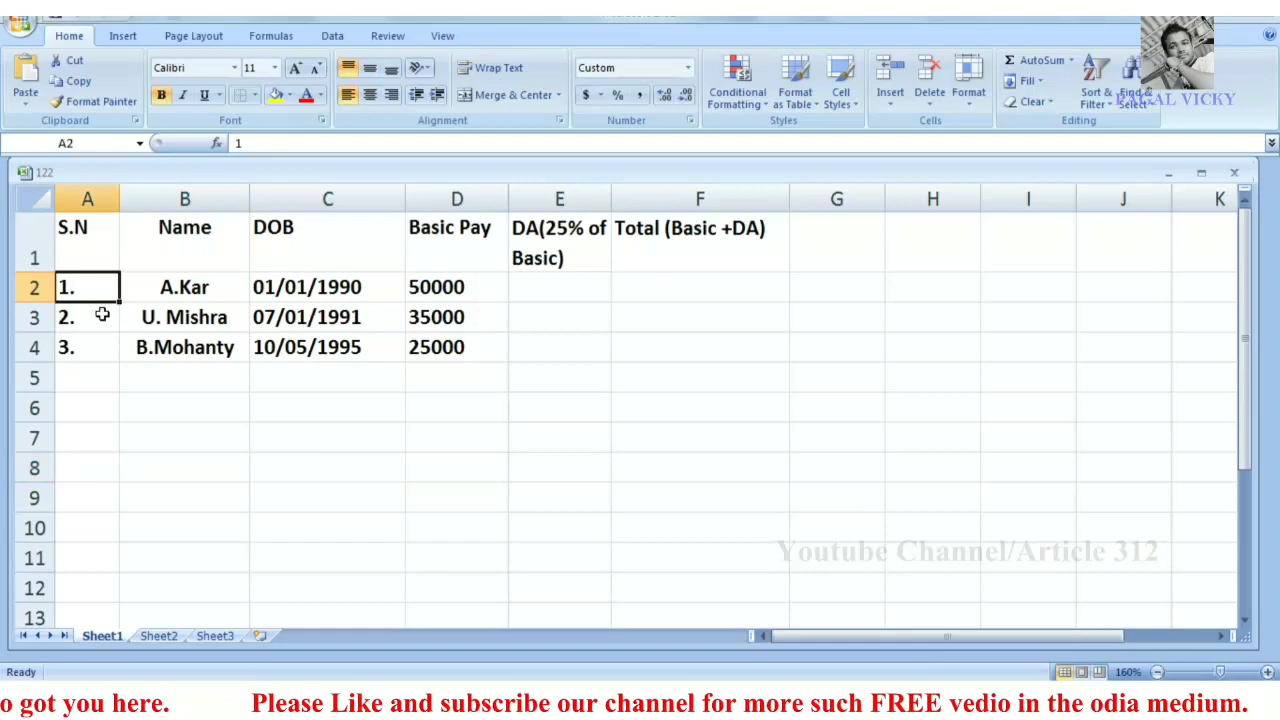 Home Insert Page Layout Formulas Data Review View
Cut
Copy
Format Painter
Paste
Clipboard
Calibri 11
B I U
Font
Wrap Text
Merge & Center
Alignment
Custom
$ % ,
Number
Conditional Formatting
Format as Table
Cell Styles
Styles
Insert Delete Format
Cells
Σ AutoSum
Fill
Clear
Sort & Filter
Find & Select
Editing
VICKY
A2 fx 1
122
A B C D E F G H I J K
1 S.N Name DOB Basic Pay DA(25% of Basic) Total (Basic +DA)
2 1. A.Kar 01/01/1990 50000
3 2. U. Mishra 07/01/1991 35000
4 3. B.Mohanty 10/05/1995 25000
5
6
7
8
9
10
11
Youtube Channel/Article 312
12
13
Sheet1 Sheet2 Sheet3
Ready 160%
o got you here. Please Like and subscribe our channel for more such FREE vedio in the odia medium.